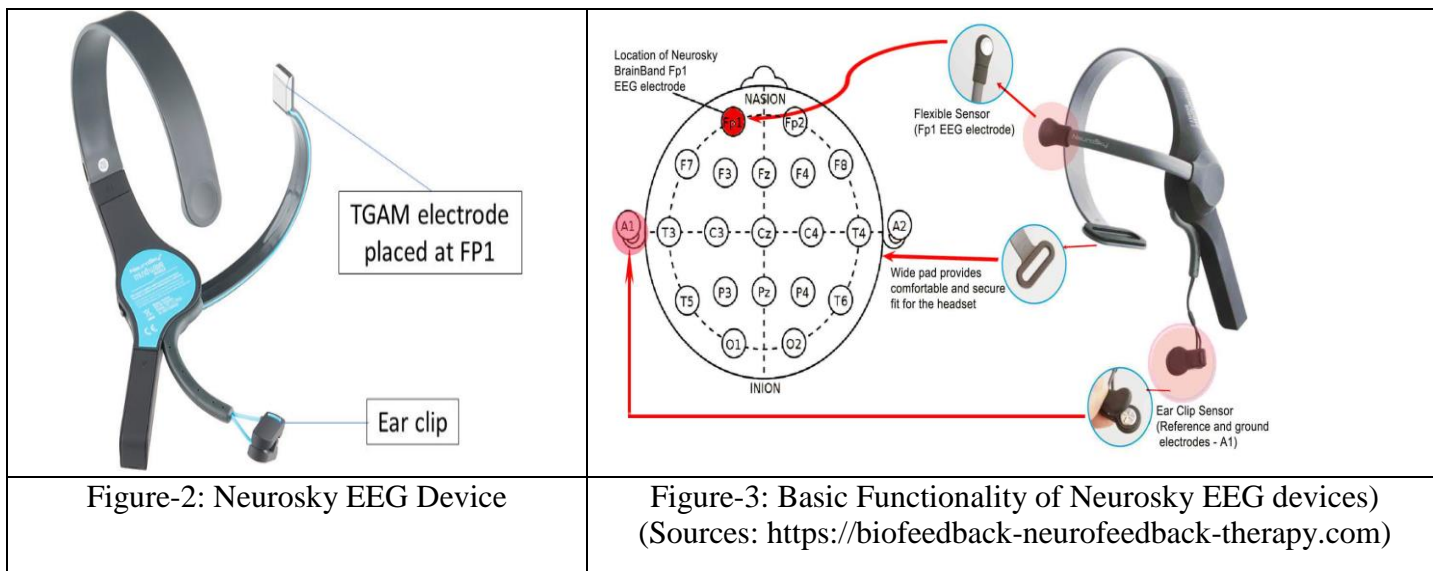 TGAM electrode
placed at FP1
Ear clip
Figure-2: Neurosky EEG Device
Location of Neurosky
BrainBand Fp1
EEG electrode
NASION
Fp1
Fp2
F7
F3
Fz
F4
F8
A1
T3
C3
Cz
C4
T4
A2
T5
P3
Pz
P4
T6
O1
O2
INION
Flexible Sensor
(Fp1 EEG electrode)
Wide pad provides
comfortable and secure
fit for the headset
Ear Clip Sensor
(Reference and ground
electrodes - A1)
Figure-3: Basic Functionality of Neurosky EEG devices)
(Sources: https://biofeedback-neurofeedback-therapy.com)